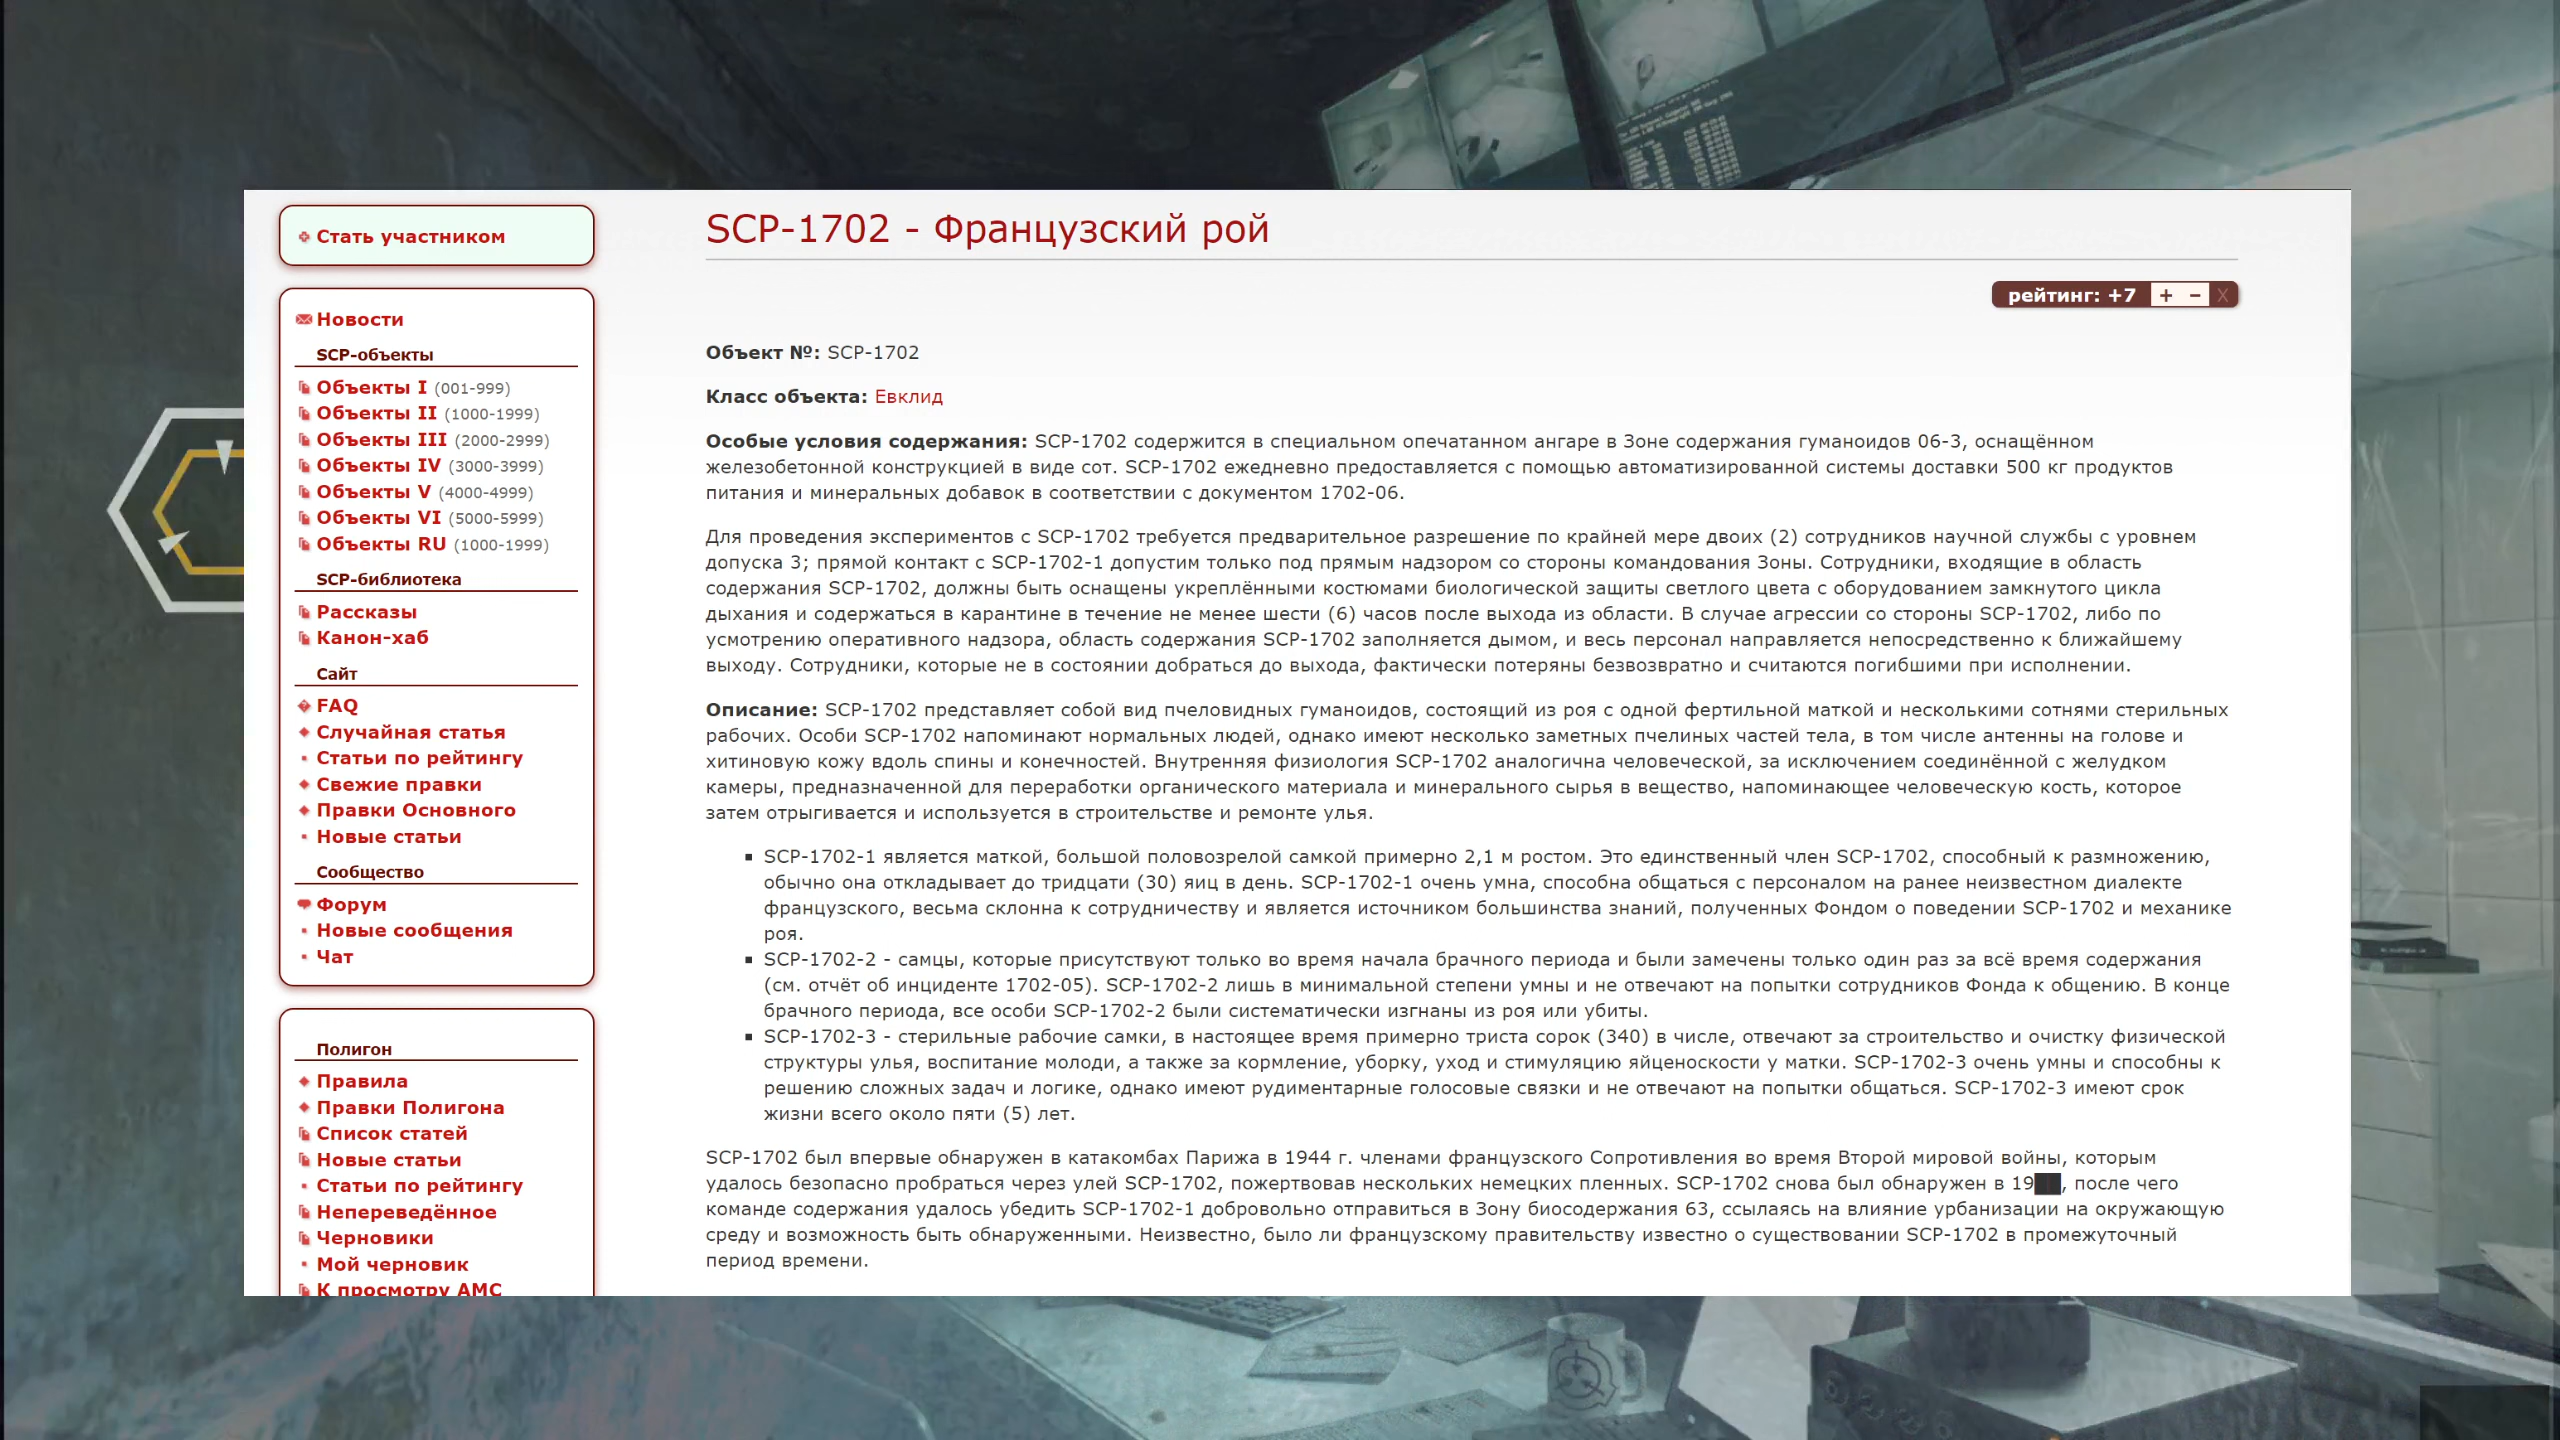 Стать участником
Новости
SCP-объекты
Объекты I (001-999)
Объекты II (1000-1999)
Объекты III (2000-2999)
Объекты IV (3000-3999)
Объекты V (4000-4999)
Объекты VI (5000-5999)
Объекты RU (1000-1999)
SCP-библиотека
Рассказы
Канон-хаб
Сайт
FAQ
Случайная статья
Статьи по рейтингу
Свежие правки
Правки Основного
Новые статьи
Сообщество
Форум
Новые сообщения
Чат
Полигон
Правила
Правки Полигона
Список статей
Новые статьи
Статьи по рейтингу
Непереведённое
Черновики
Мой черновик
К просмотру АМС
SCP-1702 - Французский рой
рейтинг: +7 + − X
Объект №: SCP-1702
Класс объекта: Евклид
Особые условия содержания: SCP-1702 содержится в специальном опечатанном ангаре в Зоне содержания гуманоидов 06-3, оснащённом
железобетонной конструкцией в виде сот. SCP-1702 ежедневно предоставляется с помощью автоматизированной системы доставки 500 кг продуктов
питания и минеральных добавок в соответствии с документом 1702-06.
Для проведения экспериментов с SCP-1702 требуется предварительное разрешение по крайней мере двоих (2) сотрудников научной службы с уровнем
допуска 3; прямой контакт с SCP-1702-1 допустим только под прямым надзором со стороны командования Зоны. Сотрудники, входящие в область
содержания SCP-1702, должны быть оснащены укреплёнными костюмами биологической защиты светлого цвета с оборудованием замкнутого цикла
дыхания и содержаться в карантине в течение не менее шести (6) часов после выхода из области. В случае агрессии со стороны SCP-1702, либо по
усмотрению оперативного надзора, область содержания SCP-1702 заполняется дымом, и весь персонал направляется непосредственно к ближайшему
выходу. Сотрудники, которые не в состоянии добраться до выхода, фактически потеряны безвозвратно и считаются погибшими при исполнении.
Описание: SCP-1702 представляет собой вид пчеловидных гуманоидов, состоящий из роя с одной фертильной маткой и несколькими сотнями стерильных
рабочих. Особи SCP-1702 напоминают нормальных людей, однако имеют несколько заметных пчелиных частей тела, в том числе антенны на голове и
хитиновую кожу вдоль спины и конечностей. Внутренняя физиология SCP-1702 аналогична человеческой, за исключением соединённой с желудком
камеры, предназначенной для переработки органического материала и минерального сырья в вещество, напоминающее человеческую кость, которое
затем отрыгивается и используется в строительстве и ремонте улья.
SCP-1702-1 является маткой, большой половозрелой самкой примерно 2,1 м ростом. Это единственный член SCP-1702, способный к размножению,
обычно она откладывает до тридцати (30) яиц в день. SCP-1702-1 очень умна, способна общаться с персоналом на ранее неизвестном диалекте
французского, весьма склонна к сотрудничеству и является источником большинства знаний, полученных Фондом о поведении SCP-1702 и механике
роя.
SCP-1702-2 - самцы, которые присутствуют только во время начала брачного периода и были замечены только один раз за всё время содержания
(см. отчёт об инциденте 1702-05). SCP-1702-2 лишь в минимальной степени умны и не отвечают на попытки сотрудников Фонда к общению. В конце
брачного периода, все особи SCP-1702-2 были систематически изгнаны из роя или убиты.
SCP-1702-3 - стерильные рабочие самки, в настоящее время примерно триста сорок (340) в числе, отвечают за строительство и очистку физической
структуры улья, воспитание молоди, а также за кормление, уборку, уход и стимуляцию яйценоскости у матки. SCP-1702-3 очень умны и способны к
решению сложных задач и логике, однако имеют рудиментарные голосовые связки и не отвечают на попытки общаться. SCP-1702-3 имеют срок
жизни всего около пяти (5) лет.
SCP-1702 был впервые обнаружен в катакомбах Парижа в 1944 г. членами французского Сопротивления во время Второй мировой войны, которым
удалось безопасно пробраться через улей SCP-1702, пожертвовав нескольких немецких пленных. SCP-1702 снова был обнаружен в 19██, после чего
команде содержания удалось убедить SCP-1702-1 добровольно отправиться в Зону биосодержания 63, ссылаясь на влияние урбанизации на окружающую
среду и возможность быть обнаруженными. Неизвестно, было ли французскому правительству известно о существовании SCP-1702 в промежуточный
период времени.